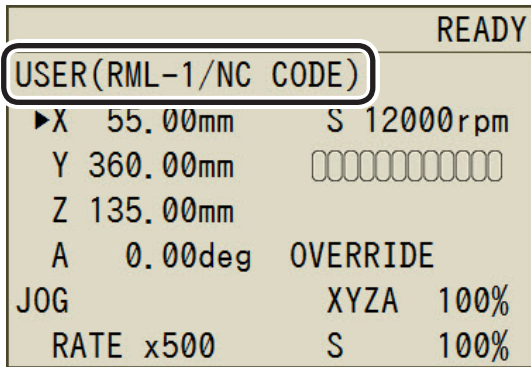 READY
USER(RML-1/NC CODE)
▶X 55.00mm S 12000rpm
Y 360.00mm
Z 135.00mm
A 0.00deg OVERRIDE
JOG XYZA 100%
RATE x500 S 100%